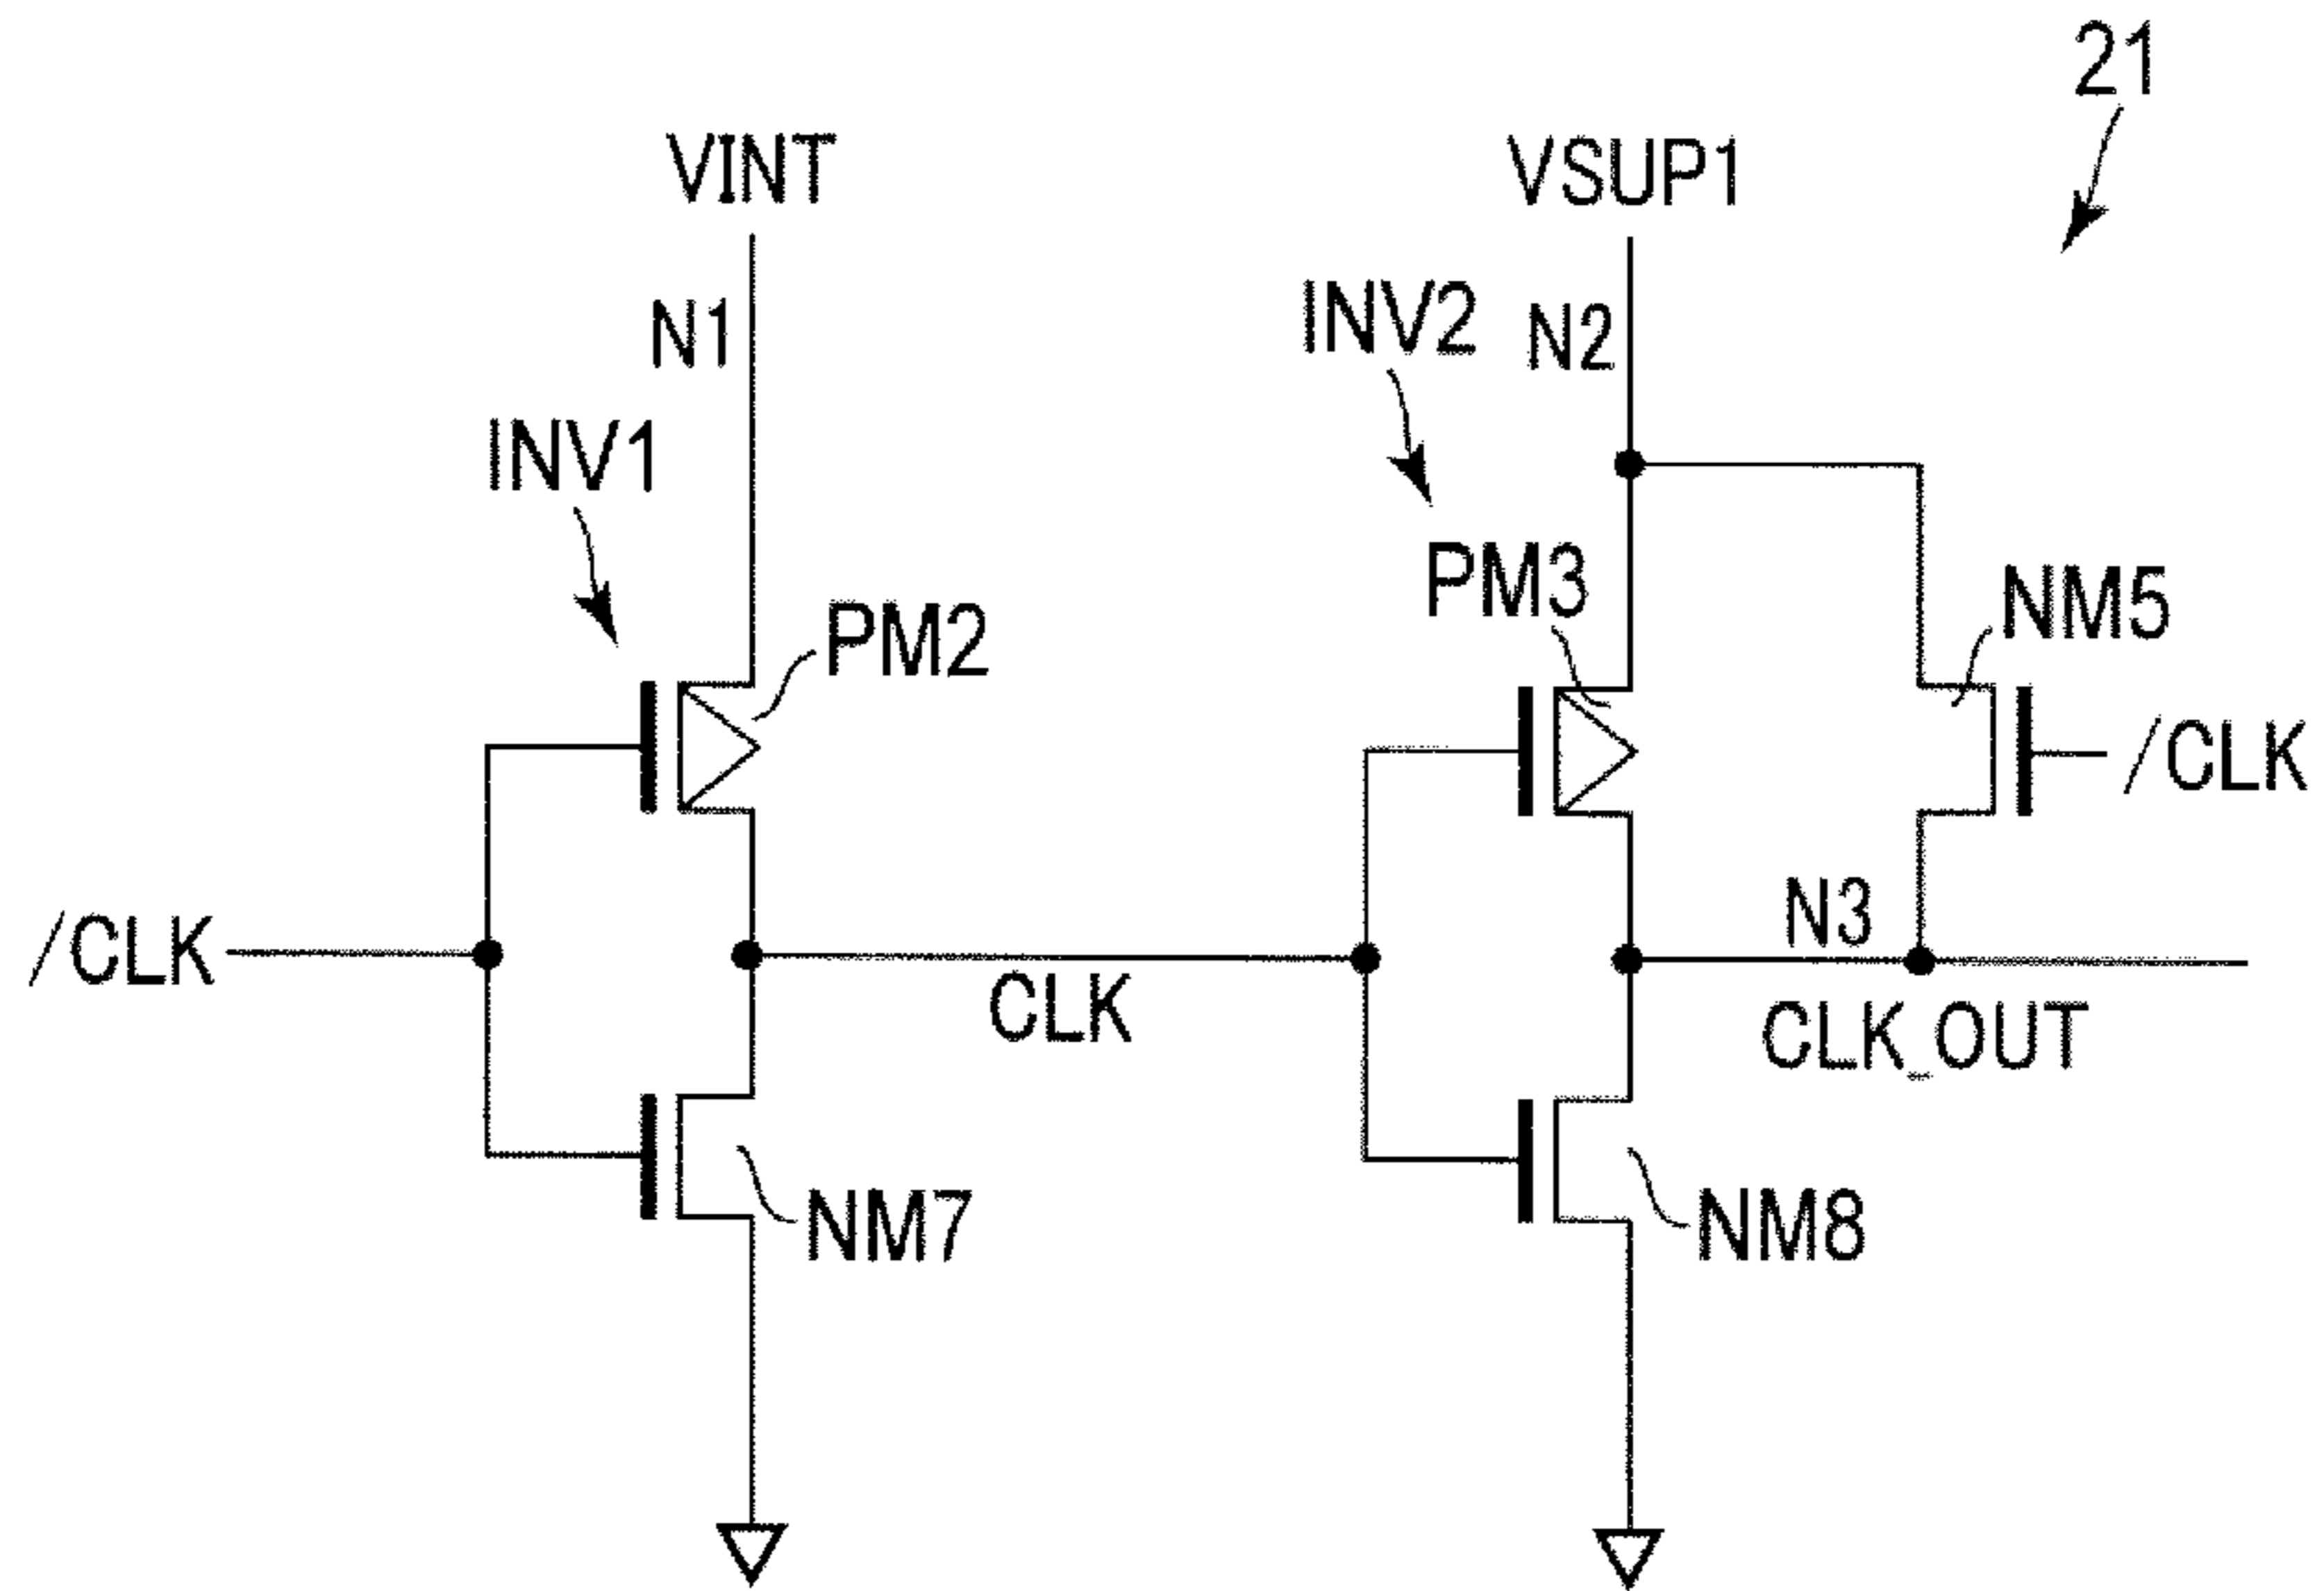 21
VINT
VSUP1
N1
INV2
N2
INV1
PM3
NM5
PM2
/CLK
N3
/CLK
CLK
CLK_OUT
NM7
NM8